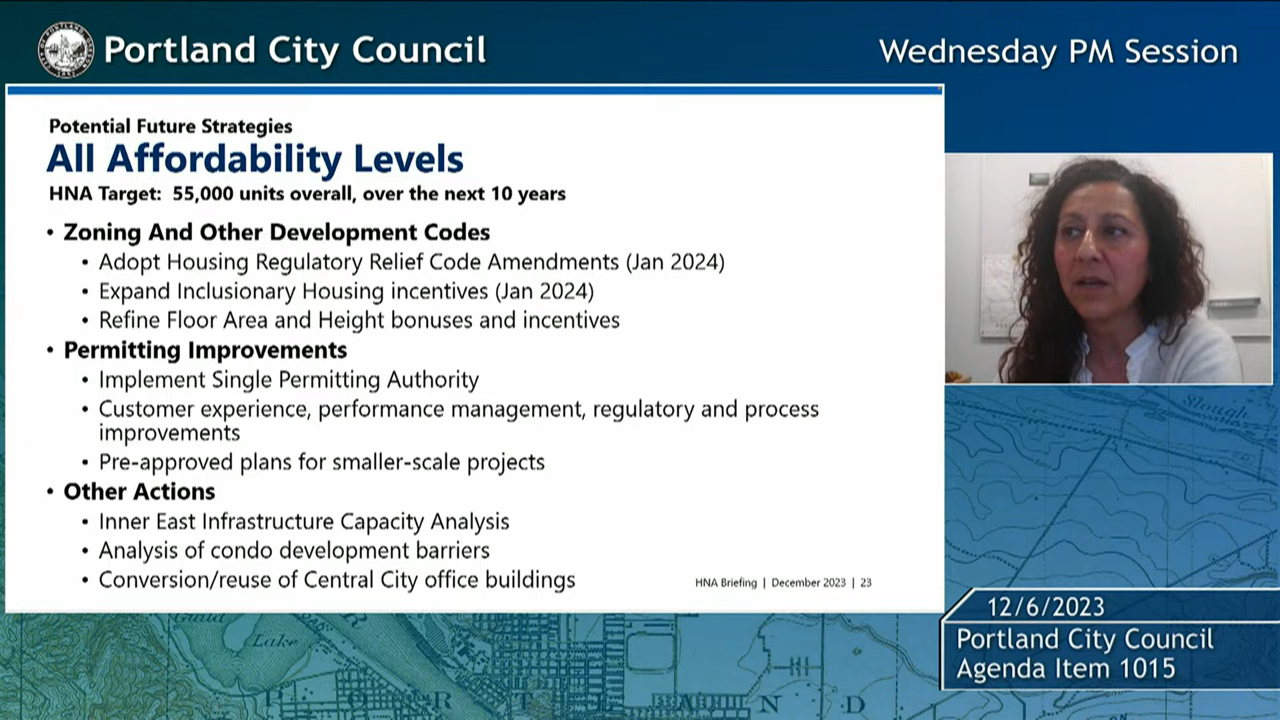 Portland City Council
Wednesday PM Session
Potential Future Strategies
All Affordability Levels
HNA Target: 55,000 units overall, over the next 10 years
• Zoning And Other Development Codes
• Adopt Housing Regulatory Relief Code Amendments (Jan 2024)
• Expand Inclusionary Housing incentives (Jan 2024)
• Refine Floor Area and Height bonuses and incentives
• Permitting Improvements
• Implement Single Permitting Authority
• Customer experience, performance management, regulatory and process
improvements
• Pre-approved plans for smaller-scale projects
• Other Actions
• Inner East Infrastructure Capacity Analysis
• Analysis of condo development barriers
• Conversion/reuse of Central City office buildings
HNA Briefing | December 2023 | 23
Slough
12/6/2023
Portland City Council
Agenda Item 1015
Guild
Lake